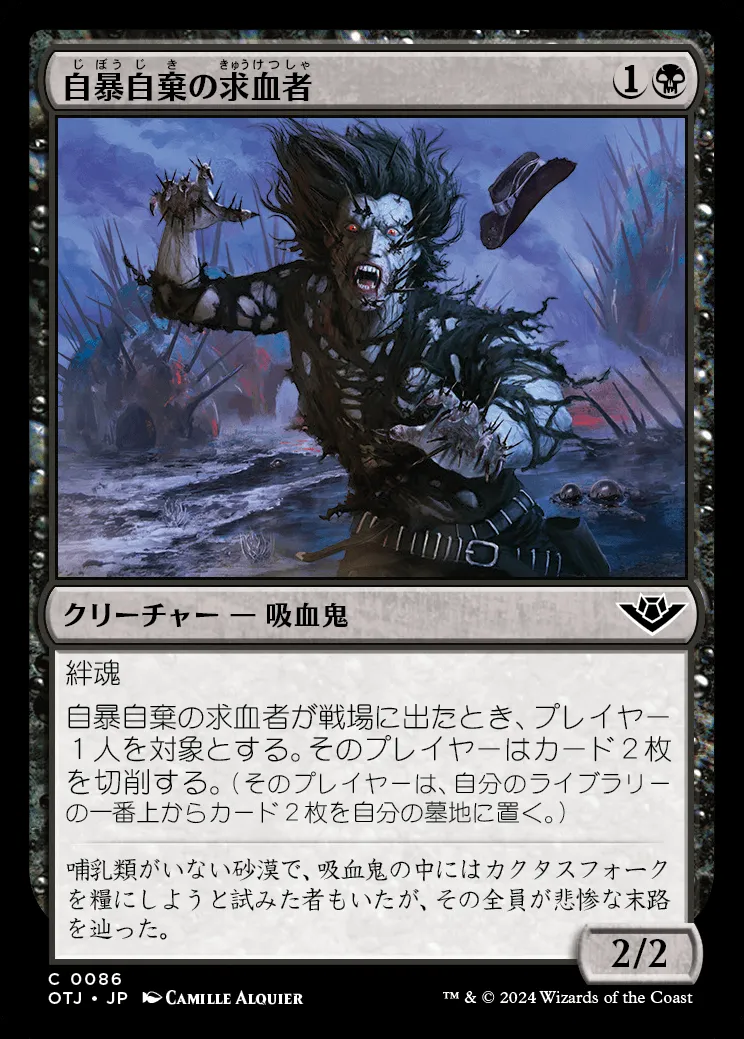 じぼうじき きゅうけつしゃ
自暴自棄の求血者 1
クリーチャー — 吸血鬼
絆魂
自暴自棄の求血者が戦場に出たとき、プレイヤー
1人を対象とする。そのプレイヤーはカード2枚
を切削する。(そのプレイヤーは、自分のライブラリー
の一番上からカード2枚を自分の墓地に置く。)
哺乳類がいない砂漠で、吸血鬼の中にはカクタスフォーク
を糧にしようと試みた者もいたが、その全員が悲惨な末路
を辿った。
2/2
C 0086
OTJ • JP CAMILLE ALQUIER
™ & © 2024 Wizards of the Coast